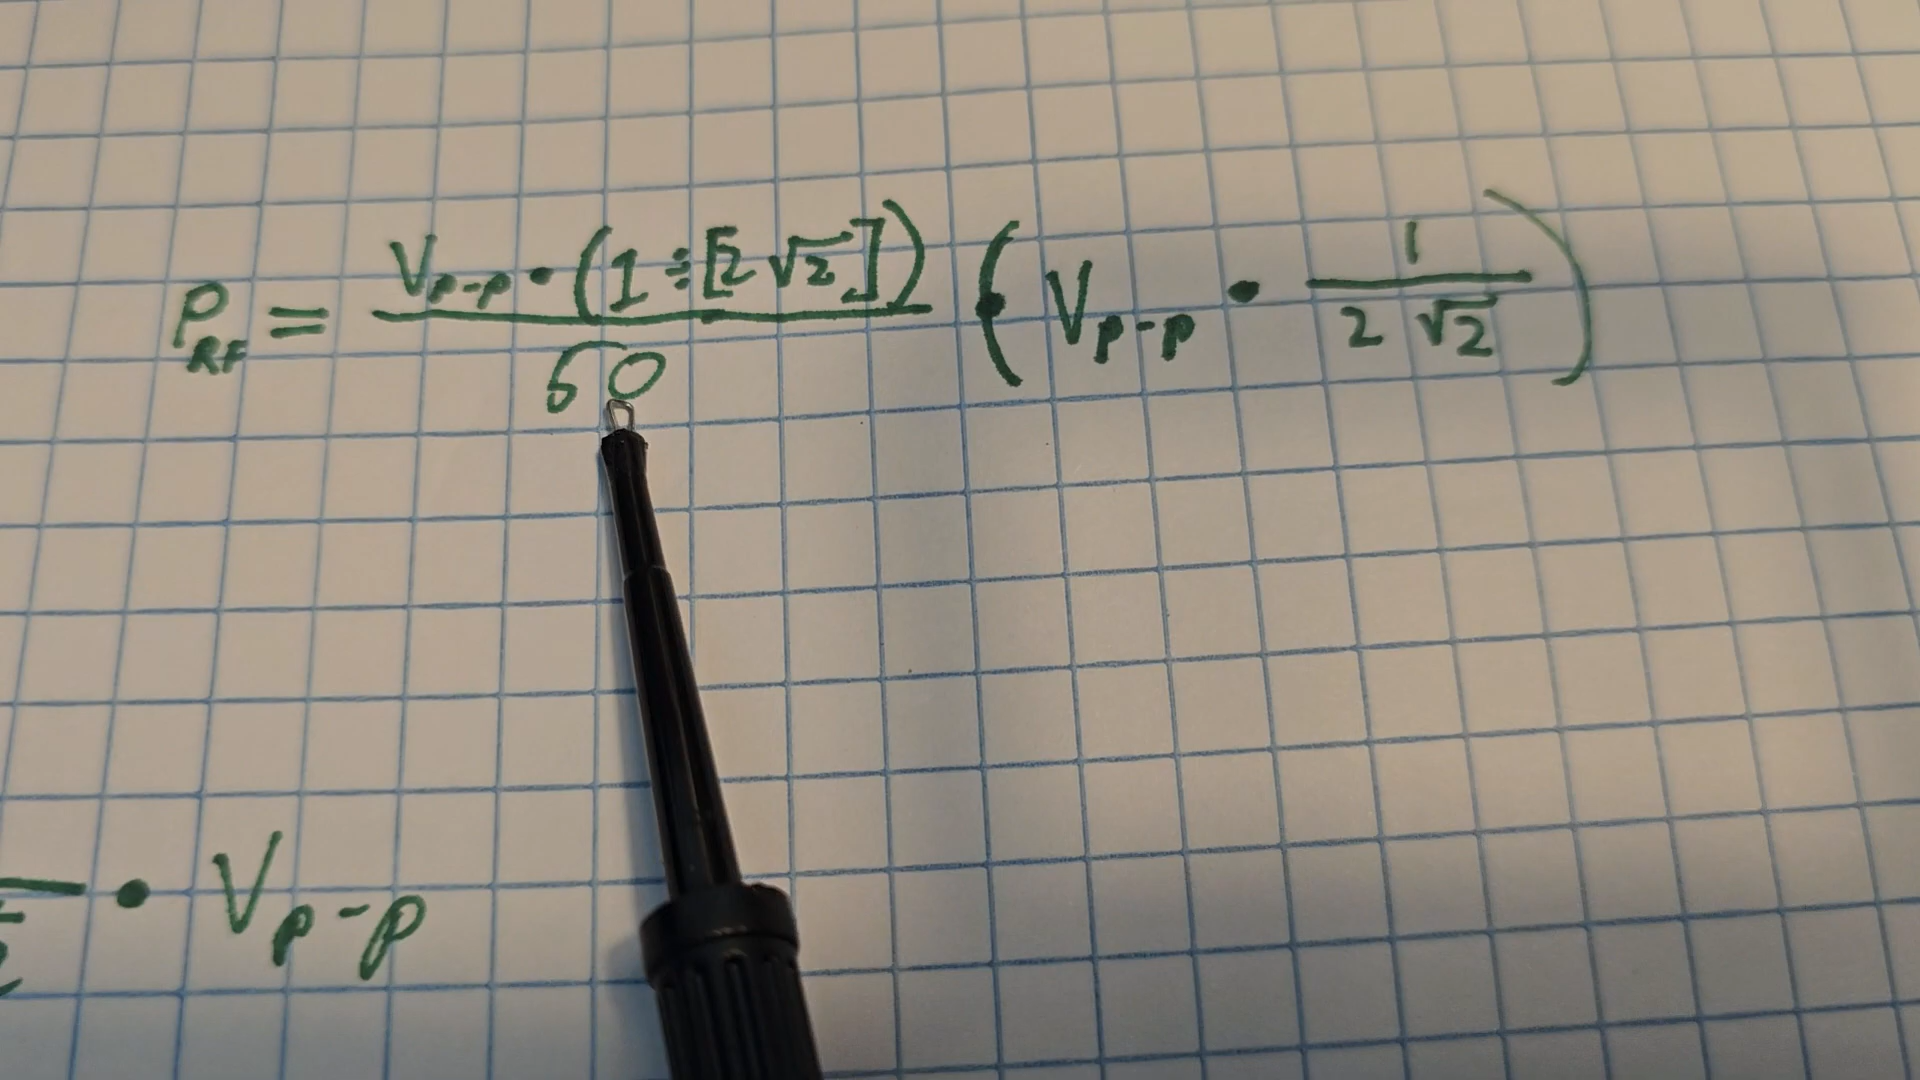 P_RF = (V_p-p • (1 ÷ [2 √2])) / 50 (V_p-p • 1 / (2 √2))
• V_p-p